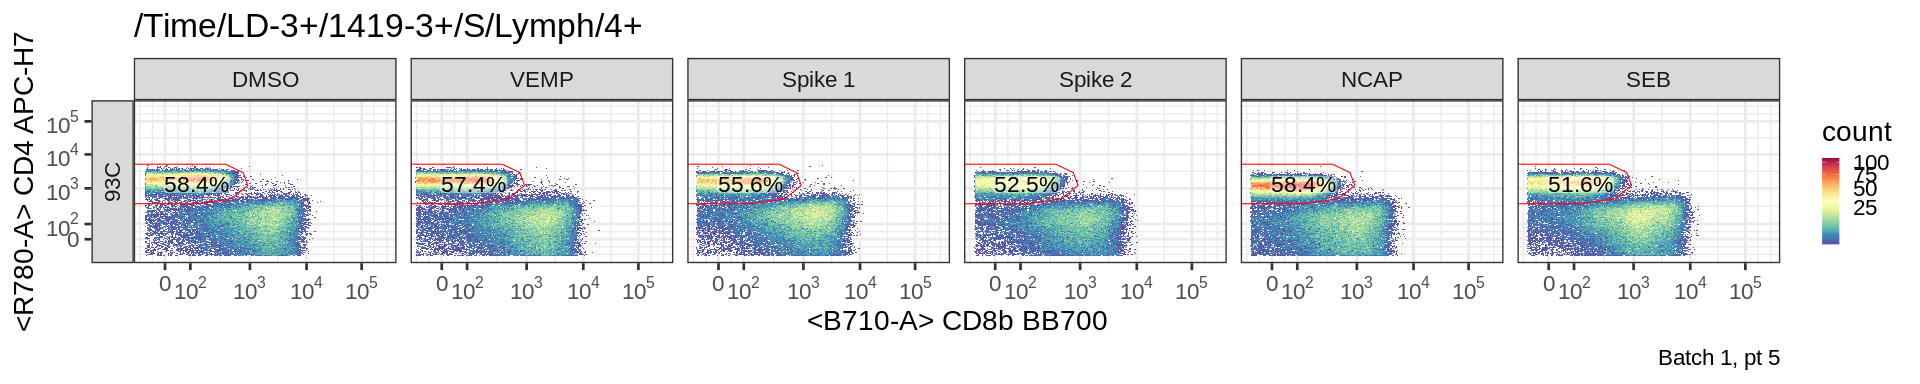 /Time/LD-3+/1419-3+/S/Lymph/4+
DMSO VEMP Spike 1 Spike 2 NCAP SEB
<R780-A> CD4 APC-H7
93C
10^5
10^4
10^3
10^2
0
58.4% 57.4% 55.6% 52.5% 58.4% 51.6%
0 10^2 10^3 10^4 10^5 0 10^2 10^3 10^4 10^5 0 10^2 10^3 10^4 10^5 0 10^2 10^3 10^4 10^5 0 10^2 10^3 10^4 10^5 0 10^2 10^3 10^4 10^5
<B710-A> CD8b BB700
count
100
75
50
25
Batch 1, pt 5